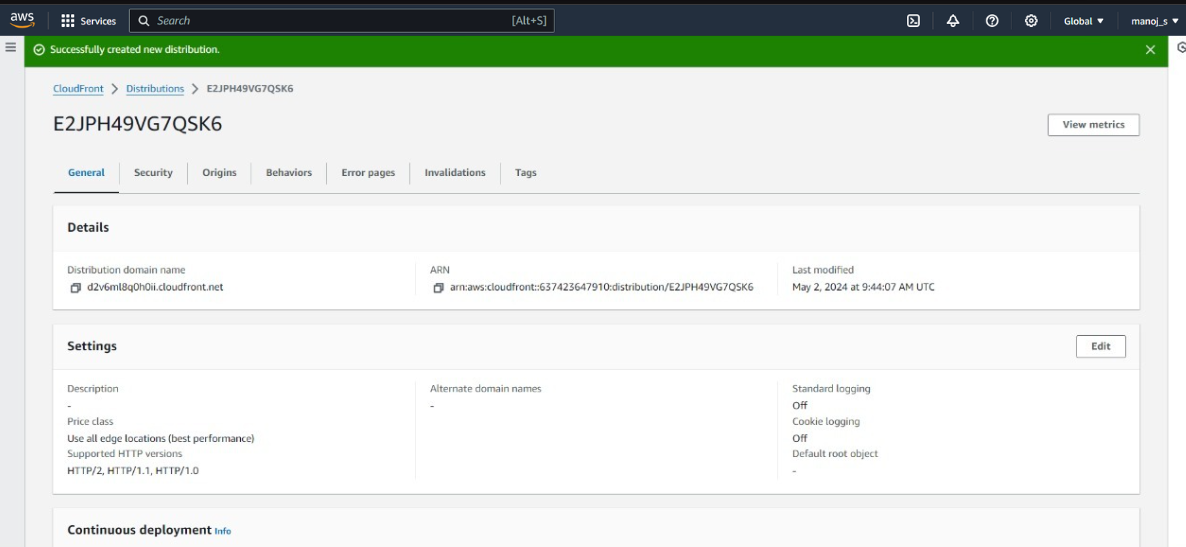 aws Services Search [Alt+S] Global manoj_s
Successfully created new distribution.
CloudFront > Distributions > E2JPH49VG7QSK6
E2JPH49VG7QSK6
View metrics
General Security Origins Behaviors Error pages Invalidations Tags
Details
Distribution domain name
d2v6ml8q0h0ii.cloudfront.net
ARN
arn:aws:cloudfront::637423647910:distribution/E2JPH49VG7QSK6
Last modified
May 2, 2024 at 9:44:07 AM UTC
Settings
Edit
Description
-
Price class
Use all edge locations (best performance)
Supported HTTP versions
HTTP/2, HTTP/1.1, HTTP/1.0
Alternate domain names
-
Standard logging
Off
Cookie logging
Off
Default root object
-
Continuous deployment Info